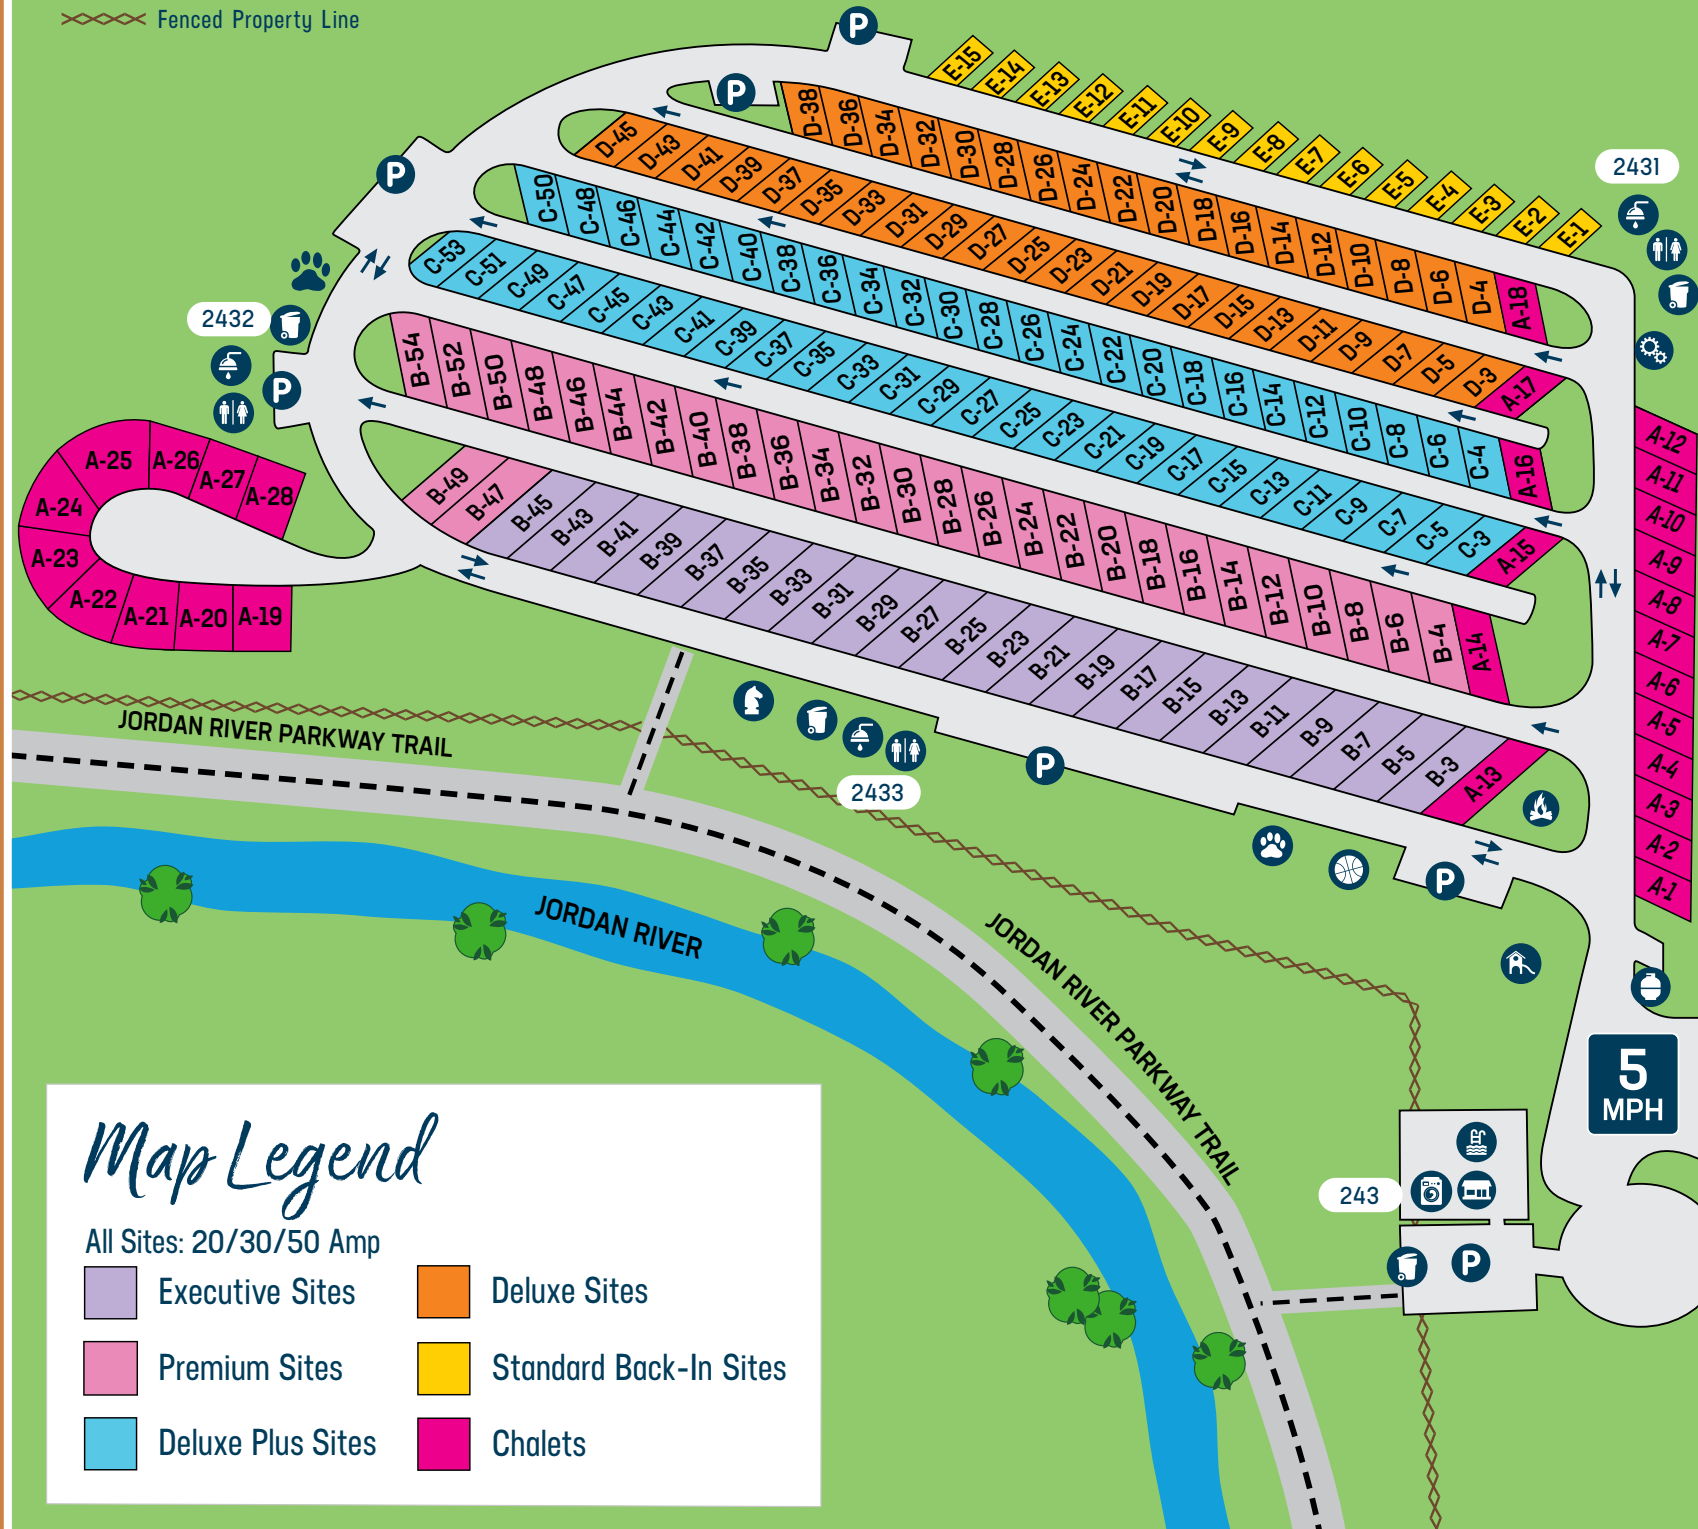 Fenced Property Line
P
P
P
P
P
P
P
E-15
E-14
E-13
E-12
E-11
E-10
E-9
E-8
E-7
E-6
E-5
E-4
E-3
E-2
E-1
D-38
D-36
D-34
D-32
D-30
D-28
D-26
D-24
D-22
D-20
D-18
D-16
D-14
D-12
D-10
D-8
D-6
D-4
A-18
D-45
D-43
D-41
D-39
D-37
D-35
D-33
D-31
D-29
D-27
D-25
D-23
D-21
D-19
D-17
D-15
D-13
D-11
D-9
D-7
D-5
D-3
A-17
C-50
C-48
C-46
C-44
C-42
C-40
C-38
C-36
C-34
C-32
C-30
C-28
C-26
C-24
C-22
C-20
C-18
C-16
C-14
C-12
C-10
C-8
C-6
C-4
A-16
C-53
C-51
C-49
C-47
C-45
C-43
C-41
C-39
C-37
C-35
C-33
C-31
C-29
C-27
C-25
C-23
C-21
C-19
C-17
C-15
C-13
C-11
C-9
C-7
C-5
C-3
A-15
B-54
B-52
B-50
B-48
B-46
B-44
B-42
B-40
B-38
B-36
B-34
B-32
B-30
B-28
B-26
B-24
B-22
B-20
B-18
B-16
B-14
B-12
B-10
B-8
B-6
B-4
A-14
B-49
B-47
B-45
B-43
B-41
B-39
B-37
B-35
B-33
B-31
B-29
B-27
B-25
B-23
B-21
B-19
B-17
B-15
B-13
B-11
B-9
B-7
B-5
B-3
A-13
2431
2432
A-12
A-11
A-10
A-9
A-8
A-7
A-6
A-5
A-4
A-3
A-2
A-1
A-25
A-26
A-27
A-28
A-24
A-23
A-22
A-21
A-20
A-19
2433
JORDAN RIVER PARKWAY TRAIL
JORDAN RIVER
JORDAN RIVER PARKWAY TRAIL
5
MPH
243
P
Map Legend
All Sites: 20/30/50 Amp
Executive Sites
Deluxe Sites
Premium Sites
Standard Back-In Sites
Deluxe Plus Sites
Chalets